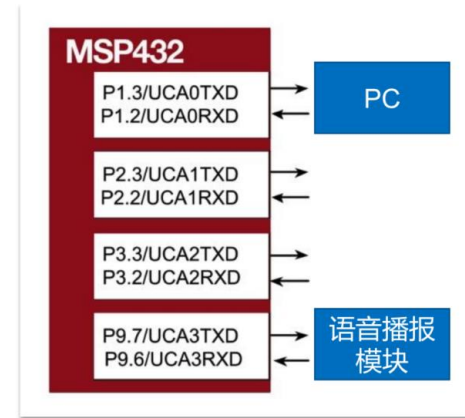 MSP432
P1.3/UCA0TXD
P1.2/UCA0RXD
PC
P2.3/UCA1TXD
P2.2/UCA1RXD
P3.3/UCA2TXD
P3.2/UCA2RXD
P9.7/UCA3TXD
P9.6/UCA3RXD
语音播报
模块